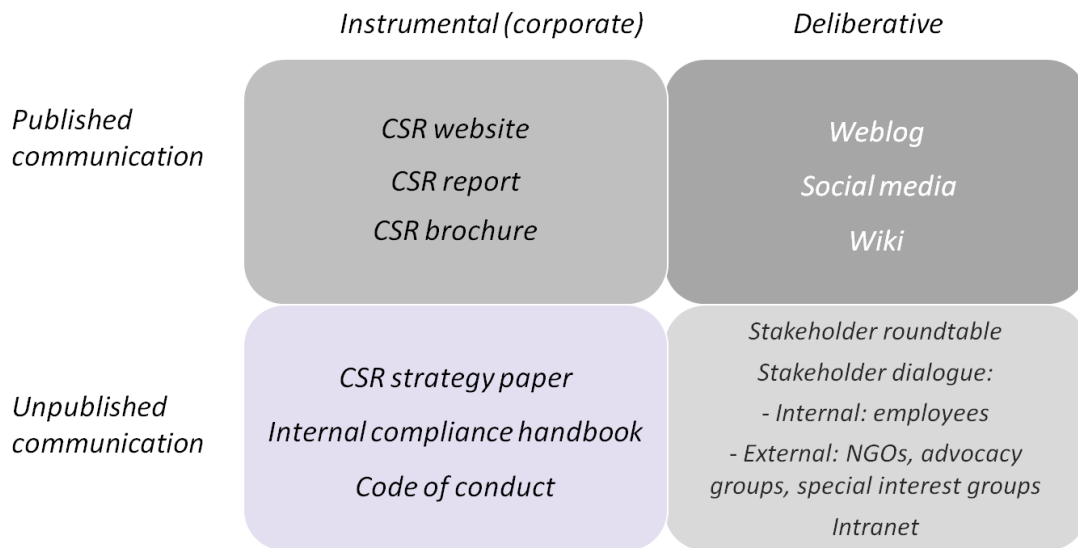 Instrumental (corporate)
Deliberative
Published
communication
CSR website
CSR report
CSR brochure
Weblog
Social media
Wiki
Unpublished
communication
CSR strategy paper
Internal compliance handbook
Code of conduct
Stakeholder roundtable
Stakeholder dialogue:
- Internal: employees
- External: NGOs, advocacy
groups, special interest groups
Intranet